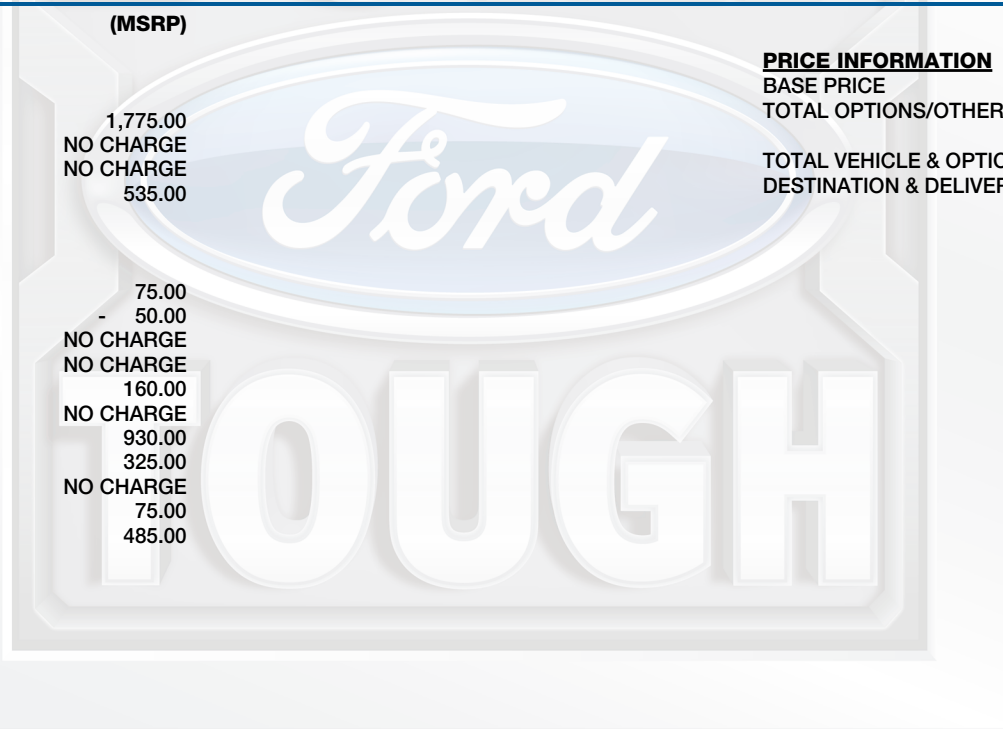 (MSRP)
1,775.00
NO CHARGE
NO CHARGE
535.00
75.00
- 50.00
NO CHARGE
NO CHARGE
160.00
NO CHARGE
930.00
325.00
NO CHARGE
75.00
485.00
PRICE INFORMATION
BASE PRICE
TOTAL OPTIONS/OTHER
TOTAL VEHICLE & OPTIO
DESTINATION & DELIVER
Ford
TOUGH